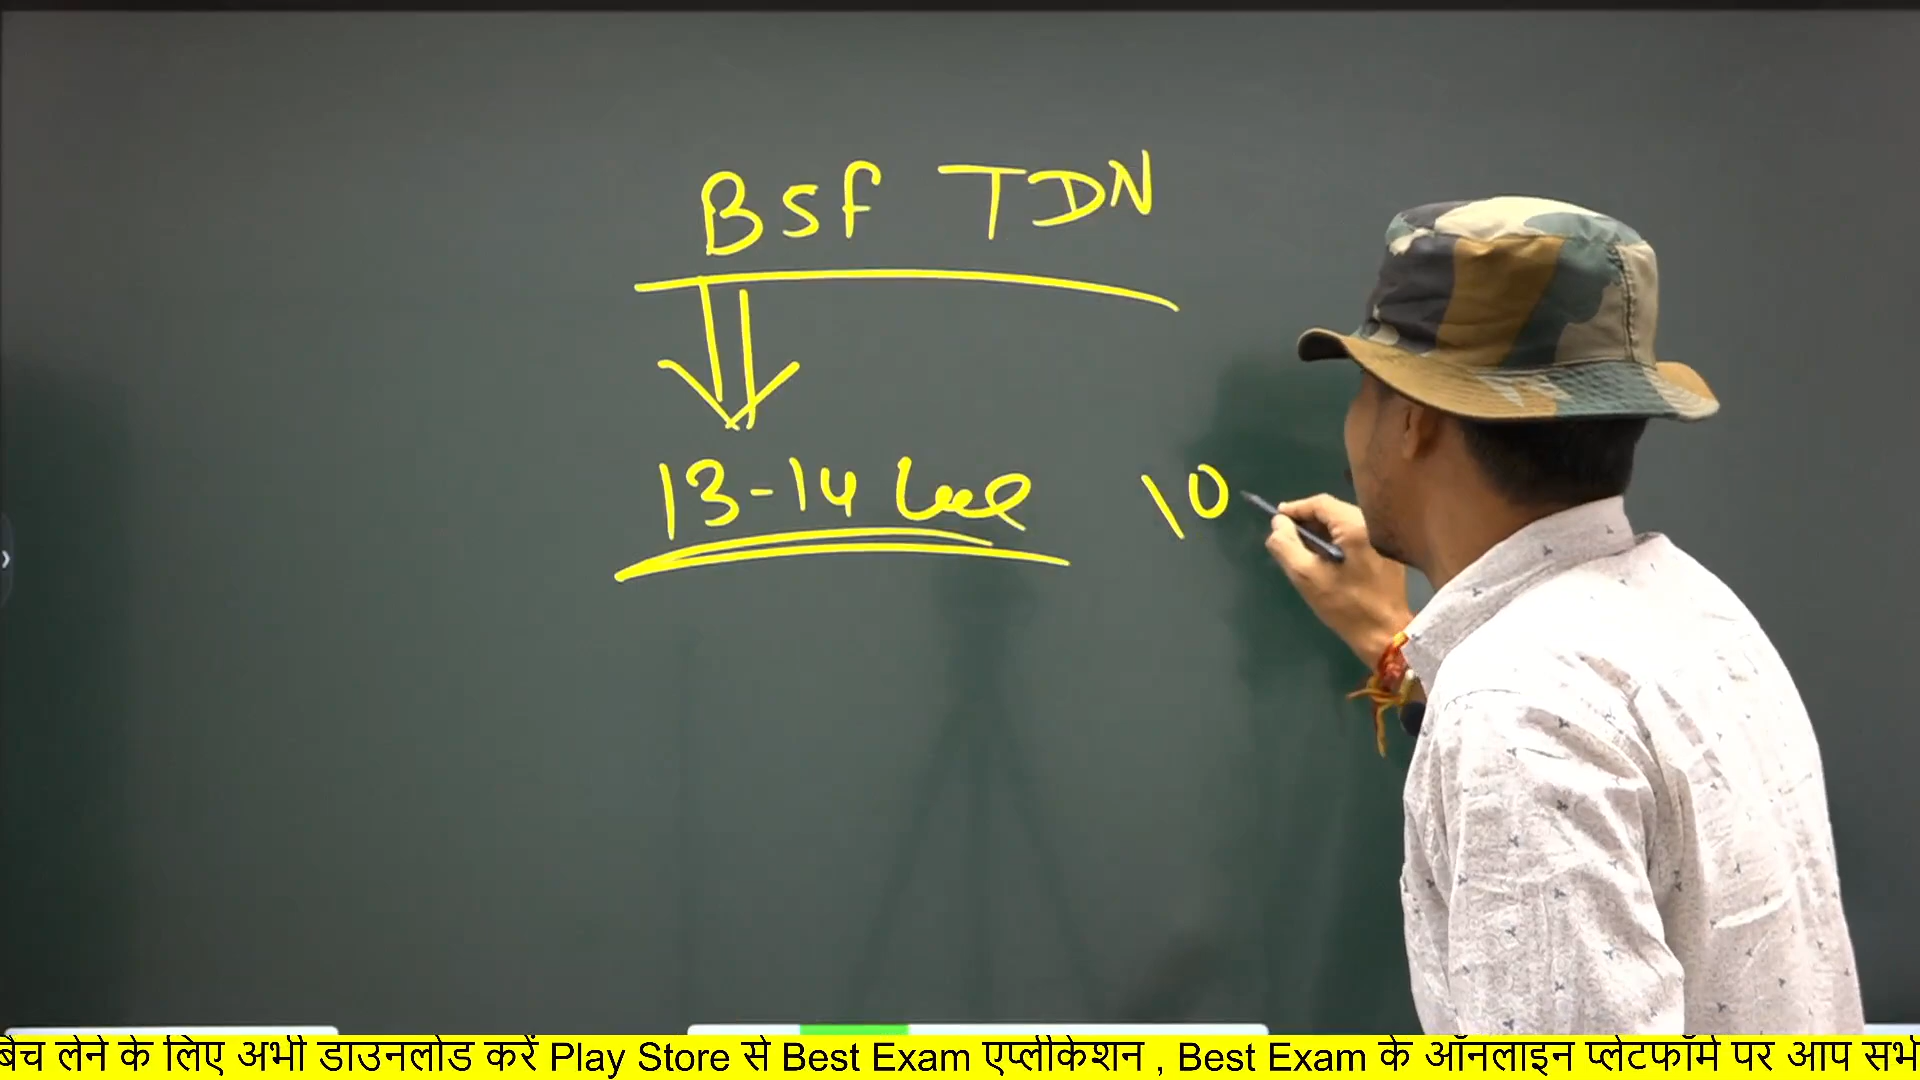 BSF TDN
13-14 Lakh 10
बैच लेने के लिए अभी डाउनलोड करें Play Store से Best Exam एप्लीकेशन , Best Exam के ऑनलाइन प्लेटफॉर्म पर आप सभी